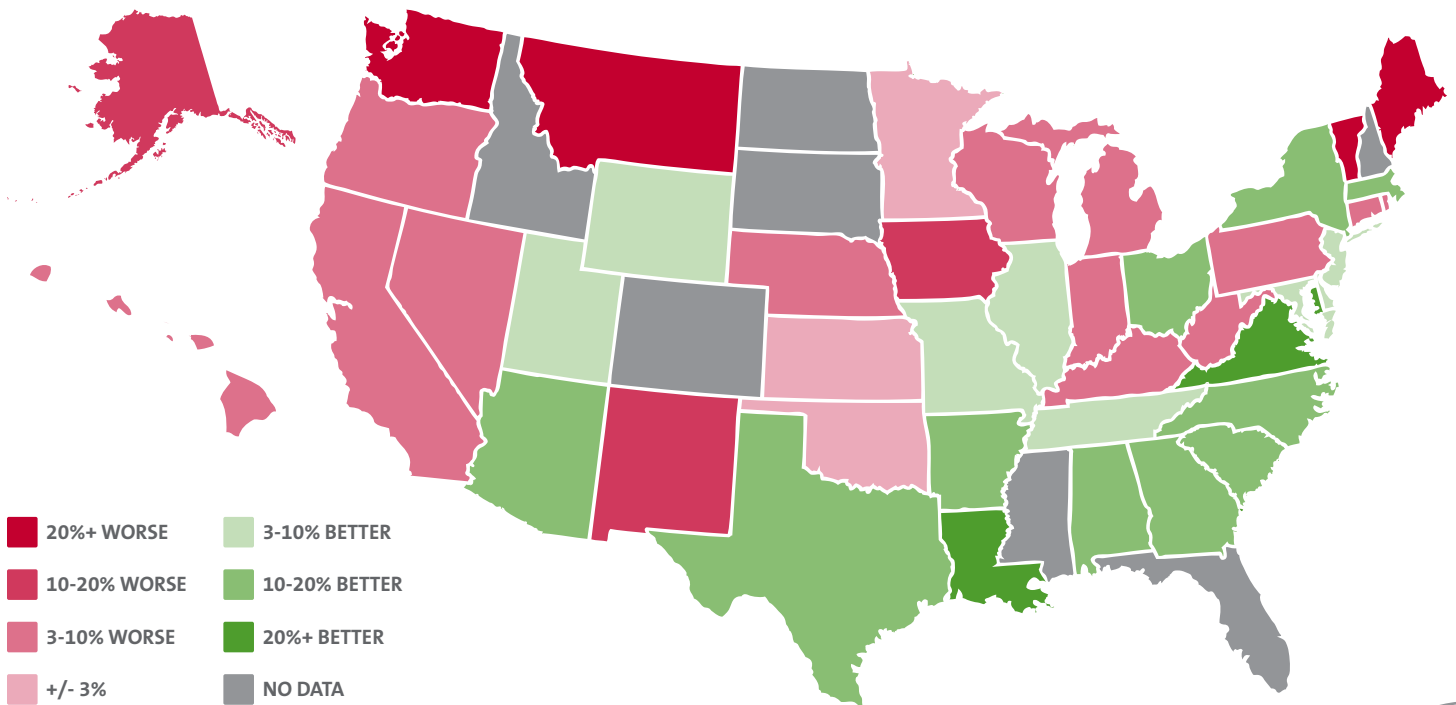 20%+ WORSE
10-20% WORSE
3-10% WORSE
+/- 3%
3-10% BETTER
10-20% BETTER
20%+ BETTER
NO DATA